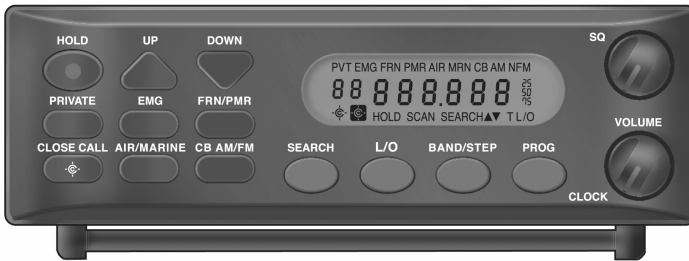 HOLD UP DOWN SQ
PVT EMG FRN PMR AIR MRN CB AM NFM
88 888.888 25
50
75
HOLD SCAN SEARCH▲▼ T L/O
PRIVATE EMG FRN/PMR
VOLUME
CLOSE CALL AIR/MARINE CB AM/FM SEARCH L/O BAND/STEP PROG
CLOCK